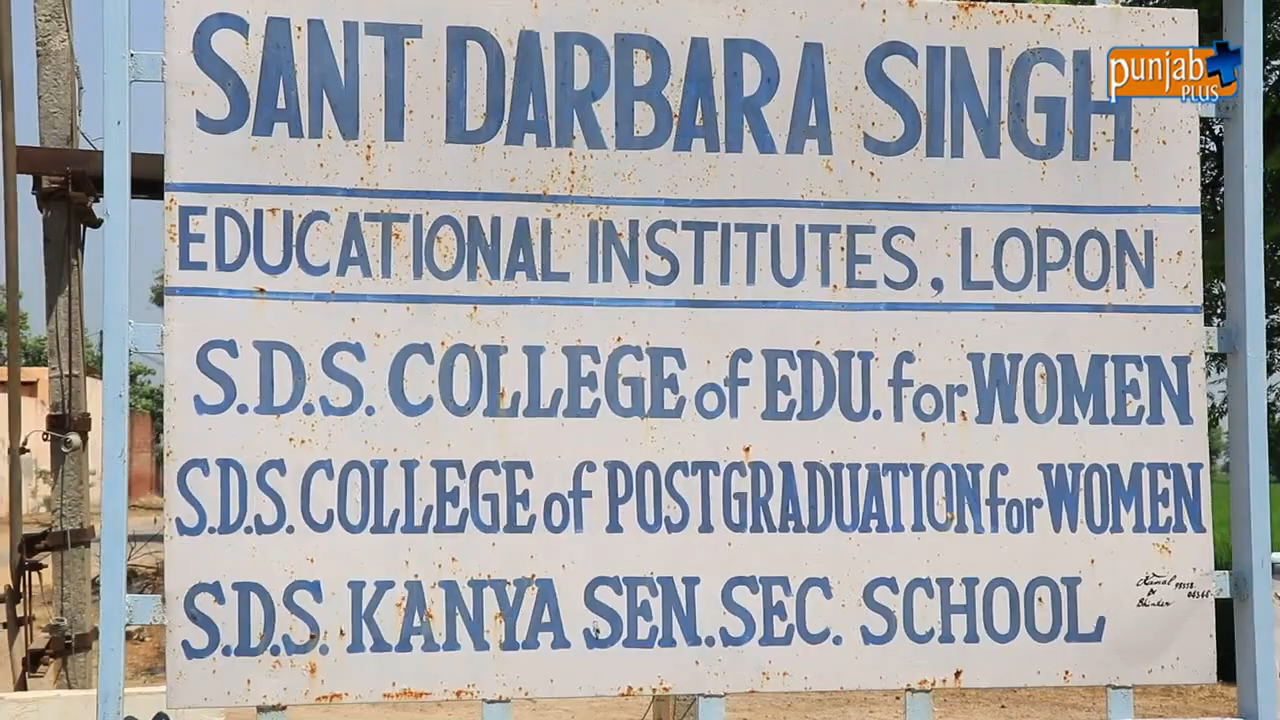 SANT DARBARA SINGH
punjab
PLUS
EDUCATIONAL INSTITUTES, LOPON
S.D.S. COLLEGE of EDU. for WOMEN
S.D.S. COLLEGE of POSTGRADUATION for WOMEN
S.D.S. KANYA SEN. SEC. SCHOOL
Kamal